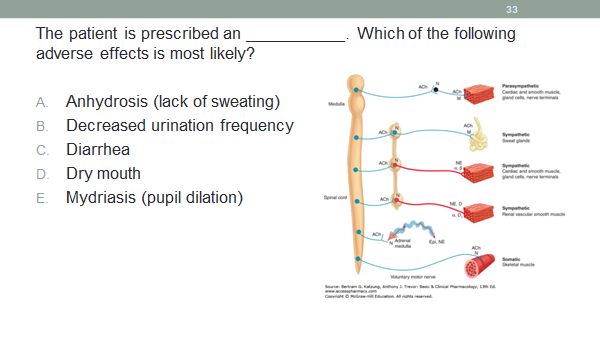 33
The patient is prescribed an ___________. Which of the following
adverse effects is most likely?
A. Anhydrosis (lack of sweating)
B. Decreased urination frequency
C. Diarrhea
D. Dry mouth
E. Mydriasis (pupil dilation)
Medulla
Spinal cord
ACh
N
ACh
M
Parasympathetic
Cardiac and smooth muscle,
gland cells, nerve terminals
ACh
N
ACh
M
Sympathetic
Sweat glands
ACh
N
NE
α, β
Sympathetic
Cardiac and smooth muscle,
gland cells, nerve terminals
ACh
N
NE, D
α, D₁
Sympathetic
Renal vascular smooth muscle
ACh
N
Adrenal
medulla
Epi, NE
ACh
N
Somatic
Skeletal muscle
Voluntary motor nerve
Source: Bertram G. Katzung, Anthony J. Trevor: Basic & Clinical Pharmacology, 13th Ed.
www.accesspharmacy.com
Copyright © McGraw-Hill Education. All rights reserved.